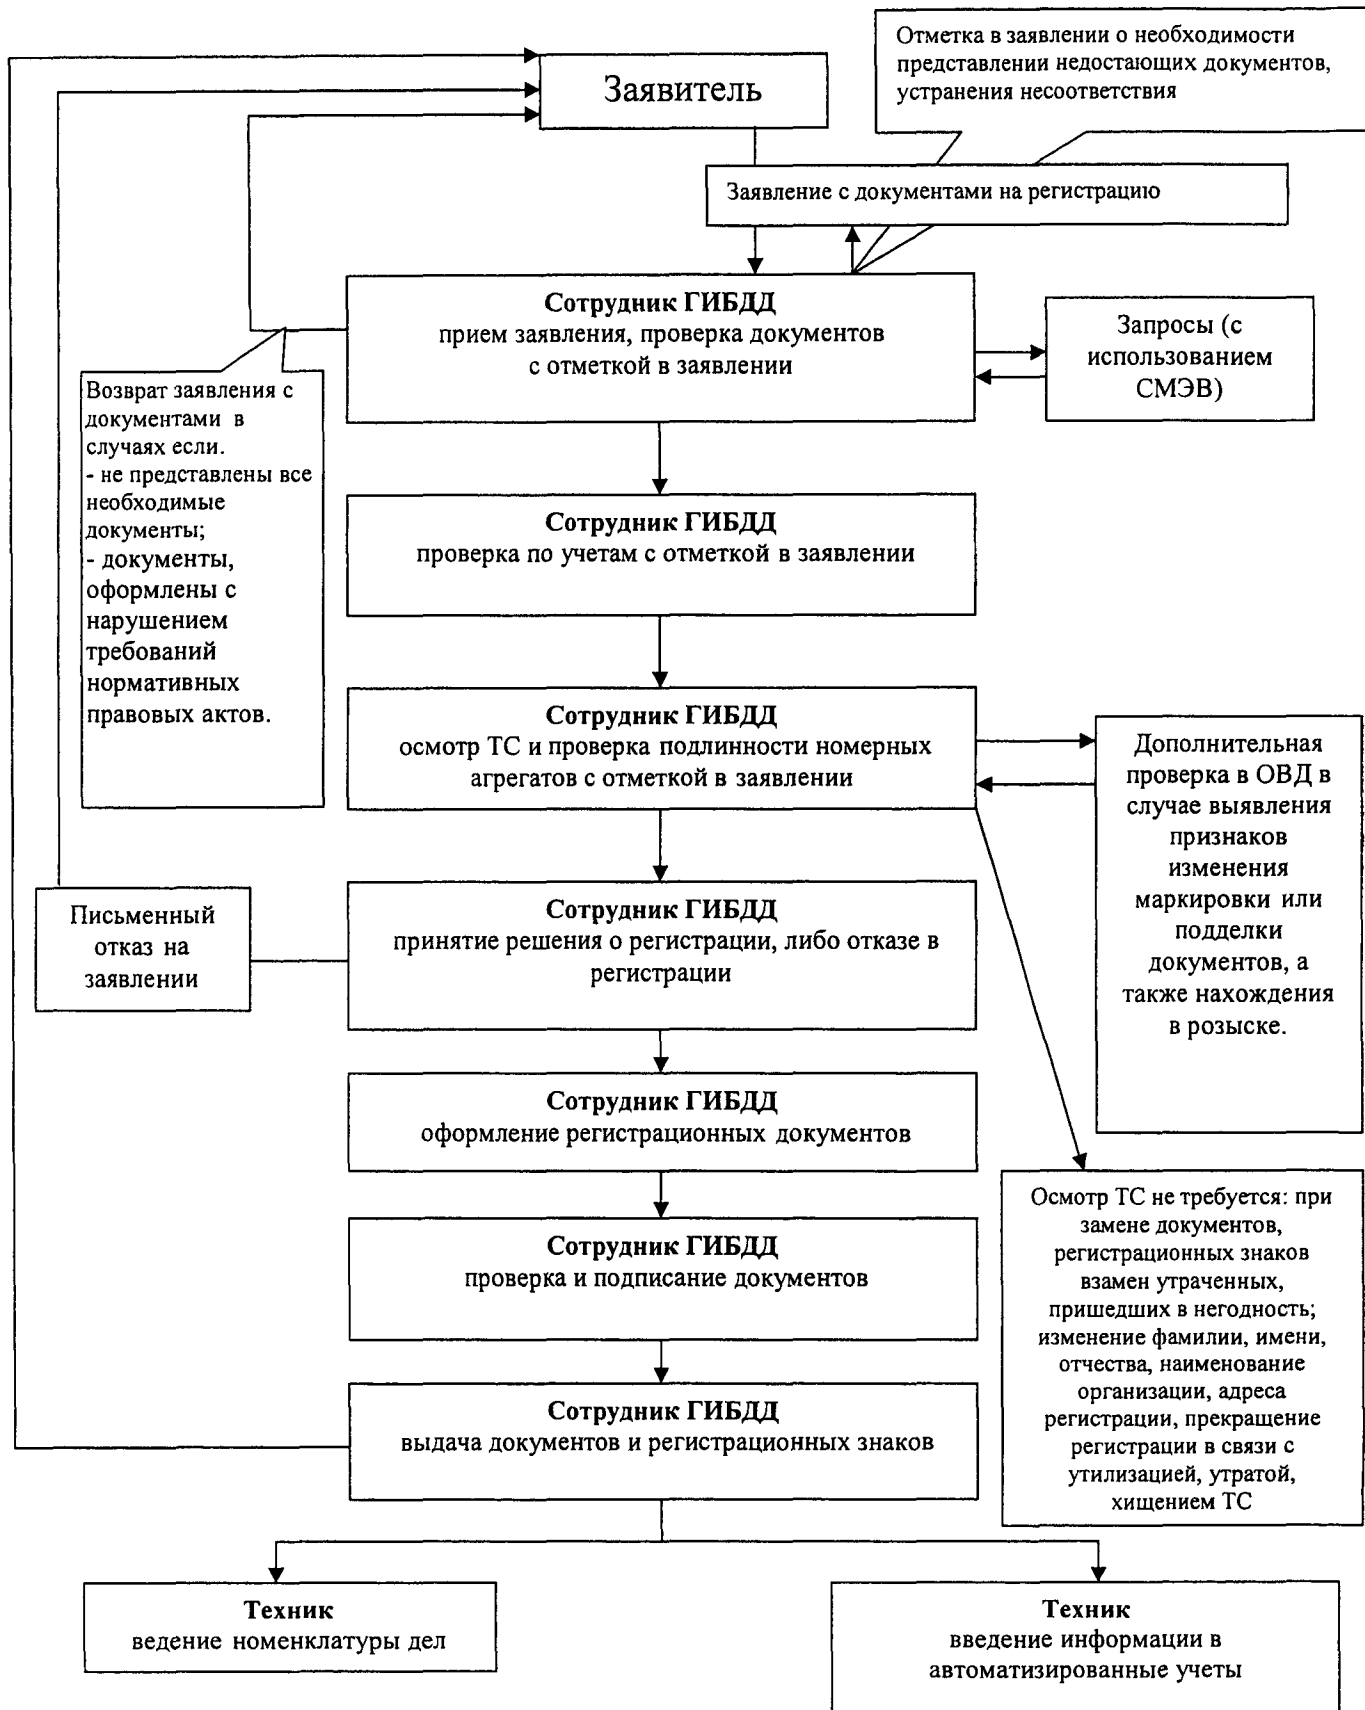 Отметка в заявлении о необходимости
представлении недостающих документов,
устранения несоответствия
Заявитель
Заявление с документами на регистрацию
Сотрудник ГИБДД
прием заявления, проверка документов
с отметкой в заявлении
Запросы (с
использованием
СМЭВ)
Возврат заявления с
документами в
случаях если.
- не представлены все
необходимые
документы;
- документы,
оформлены с
нарушением
требований
нормативных
правовых актов.
Сотрудник ГИБДД
проверка по учетам с отметкой в заявлении
Сотрудник ГИБДД
осмотр ТС и проверка подлинности номерных
агрегатов с отметкой в заявлении
Дополнительная
проверка в ОВД в
случае выявления
признаков
изменения
маркировки или
подделки
документов, а
также нахождения
в розыске.
Письменный
отказ на
заявлении
Сотрудник ГИБДД
принятие решения о регистрации, либо отказе в
регистрации
Сотрудник ГИБДД
оформление регистрационных документов
Осмотр ТС не требуется: при
замене документов,
регистрационных знаков
взамен утраченных,
пришедших в негодность;
изменение фамилии, имени,
отчества, наименование
организации, адреса
регистрации, прекращение
регистрации в связи с
утилизацией, утратой,
хищением ТС
Сотрудник ГИБДД
проверка и подписание документов
Сотрудник ГИБДД
выдача документов и регистрационных знаков
Техник
ведение номенклатуры дел
Техник
введение информации в
автоматизированные учеты